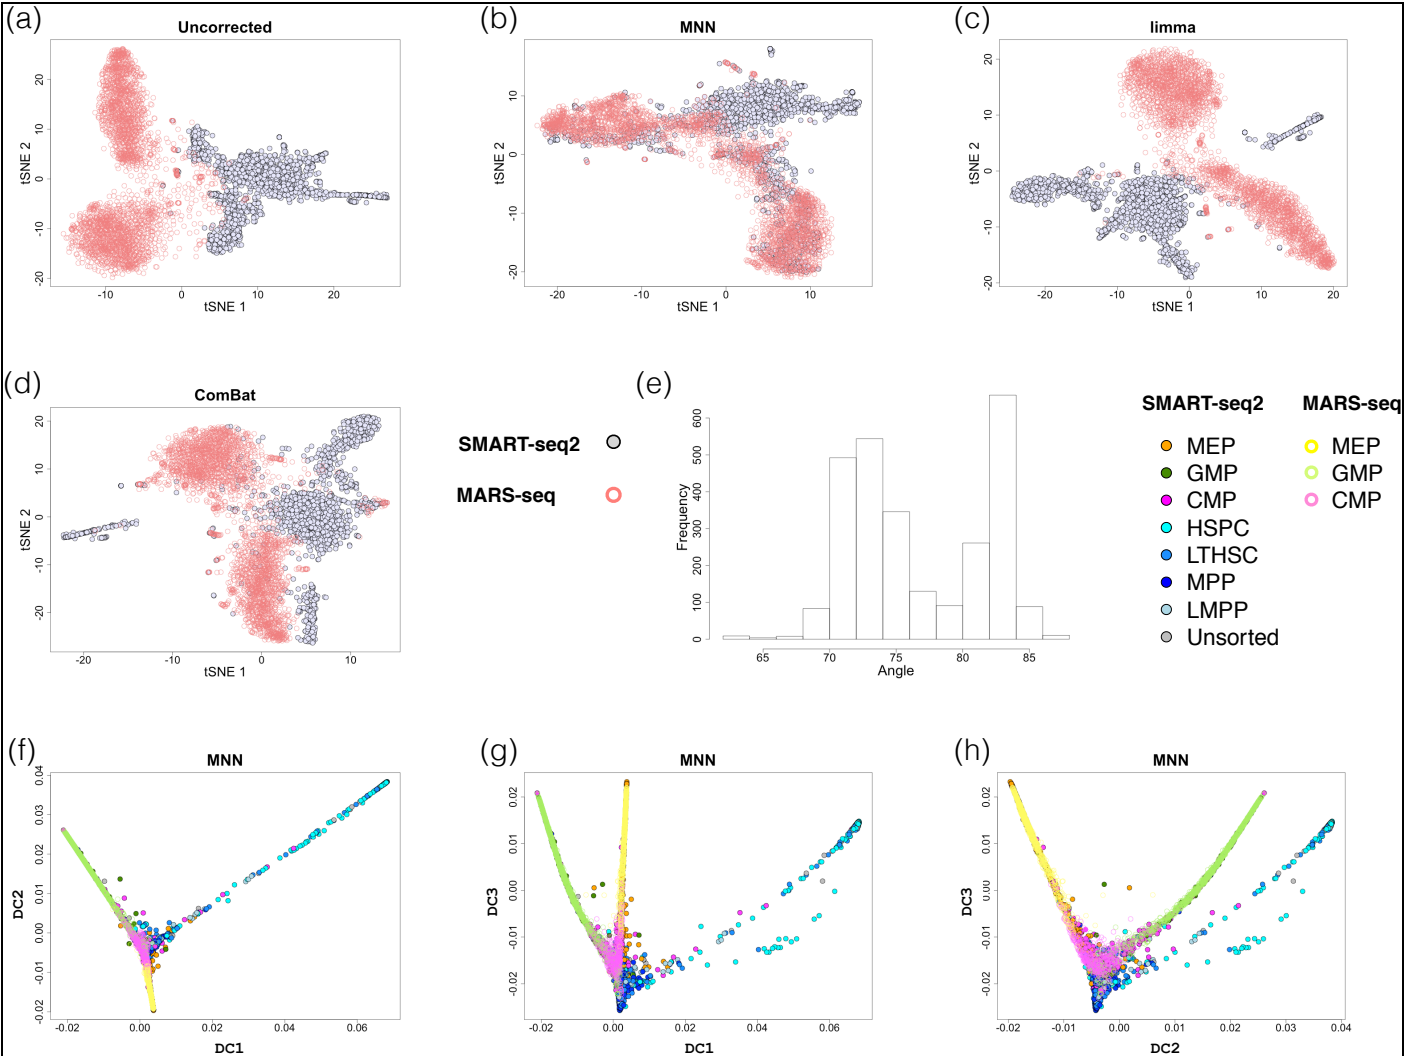 (a)
Uncorrected
tSNE 2
20
10
0
-10
-20
-10
0
10
20
tSNE 1
(b)
MNN
tSNE 2
10
0
-10
-20
-20
-10
0
10
tSNE 1
(c)
limma
tSNE 2
20
10
0
-10
-20
-20
-10
0
10
20
tSNE 1
(d)
ComBat
tSNE 2
20
10
0
-10
-20
-20
-10
0
10
tSNE 1
SMART-seq2
MARS-seq
(e)
Frequency
600
500
400
300
200
100
0
65
70
75
80
85
Angle
SMART-seq2
MEP
GMP
CMP
HSPC
LTHSC
MPP
LMPP
Unsorted
MARS-seq
MEP
GMP
CMP
(f)
MNN
DC2
0.04
0.03
0.02
0.01
0.00
-0.01
-0.02
-0.02
0.00
0.02
0.04
0.06
DC1
(g)
MNN
DC3
0.02
0.01
0.00
-0.01
-0.02
-0.02
0.00
0.02
0.04
0.06
DC1
(h)
MNN
DC3
0.02
0.01
0.00
-0.01
-0.02
-0.02
-0.01
0.00
0.01
0.02
0.03
0.04
DC2